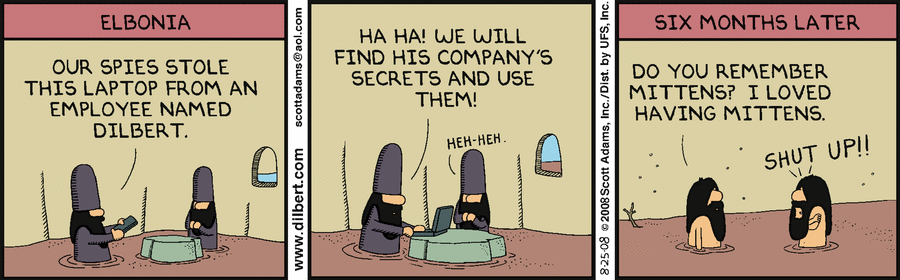 ELBONIA
OUR SPIES STOLE
THIS LAPTOP FROM AN
EMPLOYEE NAMED
DILBERT.
www.dilbert.com scottadams@aol.com
HA HA! WE WILL
FIND HIS COMPANY'S
SECRETS AND USE
THEM!
HEH-HEH.
8-25-08 © 2008 Scott Adams, Inc./Dist. by UFS, Inc.
SIX MONTHS LATER
DO YOU REMEMBER
MITTENS? I LOVED
HAVING MITTENS.
SHUT UP!!